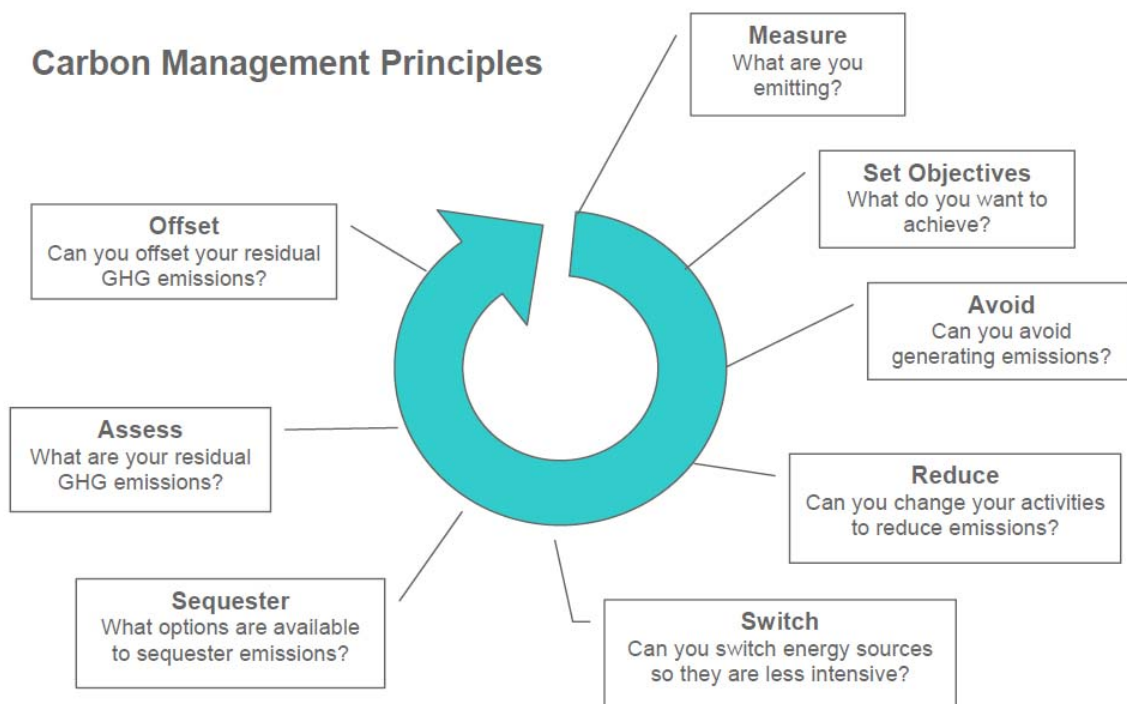 Carbon Management Principles
Measure
What are you
emitting?
Set Objectives
What do you want to
achieve?
Avoid
Can you avoid
generating emissions?
Reduce
Can you change your activities
to reduce emissions?
Switch
Can you switch energy sources
so they are less intensive?
Sequester
What options are available
to sequester emissions?
Assess
What are your residual
GHG emissions?
Offset
Can you offset your residual
GHG emissions?